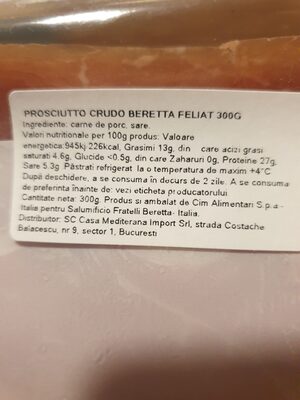 PROSCIUTTO CRUDO BERETTA FELIAT 300G
Ingrediente: carne de porc, sare.
Valori nutritionale per 100g produs: Valoare
energetica:945kj 226kcal, Grasimi 13g, din care acizi grasi
saturati 4.6g, Glucide <0.5g, din care Zaharuri 0g, Proteine 27g,
Sare 5.3g. Păstrati refrigerat la o temperatura de maxim +4°C
După deschidere, a se consuma în decurs de 2 zile. A se consuma
de preferinta înainte de: vezi eticheta producatorului.
Cantitate neta: 300g. Produs si ambalat de Cim Alimentari S.p.a-
Italia pentru Salumificio Fratelli Beretta- Italia.
Distribuitor: SC Casa Mediterana Import Srl, strada Costache
Balacescu, nr 9, sector 1, Bucuresti